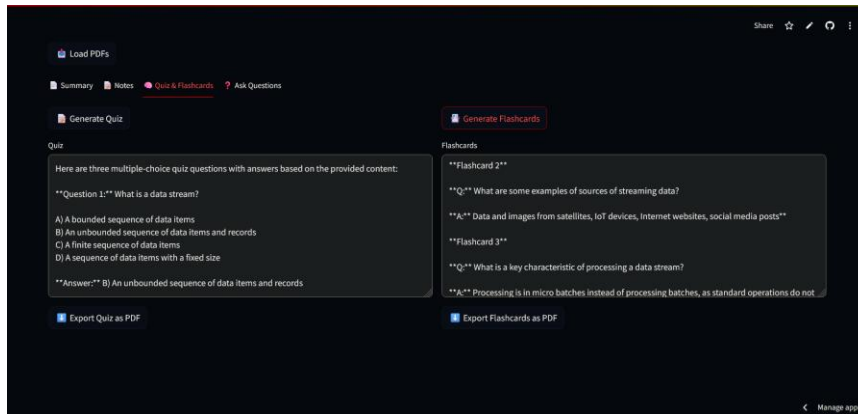 Share
Load PDFs
Summary Notes Quiz & Flashcards Ask Questions
Generate Quiz
Quiz
Here are three multiple-choice quiz questions with answers based on the provided content:
**Question 1:** What is a data stream?
A) A bounded sequence of data items
B) An unbounded sequence of data items and records
C) A finite sequence of data items
D) A sequence of data items with a fixed size
**Answer:** B) An unbounded sequence of data items and records
Export Quiz as PDF
Generate Flashcards
Flashcards
**Flashcard 2**
**Q:** What are some examples of sources of streaming data?
**A:** Data and images from satellites, IoT devices, Internet websites, social media posts**
**Flashcard 3**
**Q:** What is a key characteristic of processing a data stream?
**A:** Processing is in micro batches instead of processing batches, as standard operations do not
Export Flashcards as PDF
Manage app